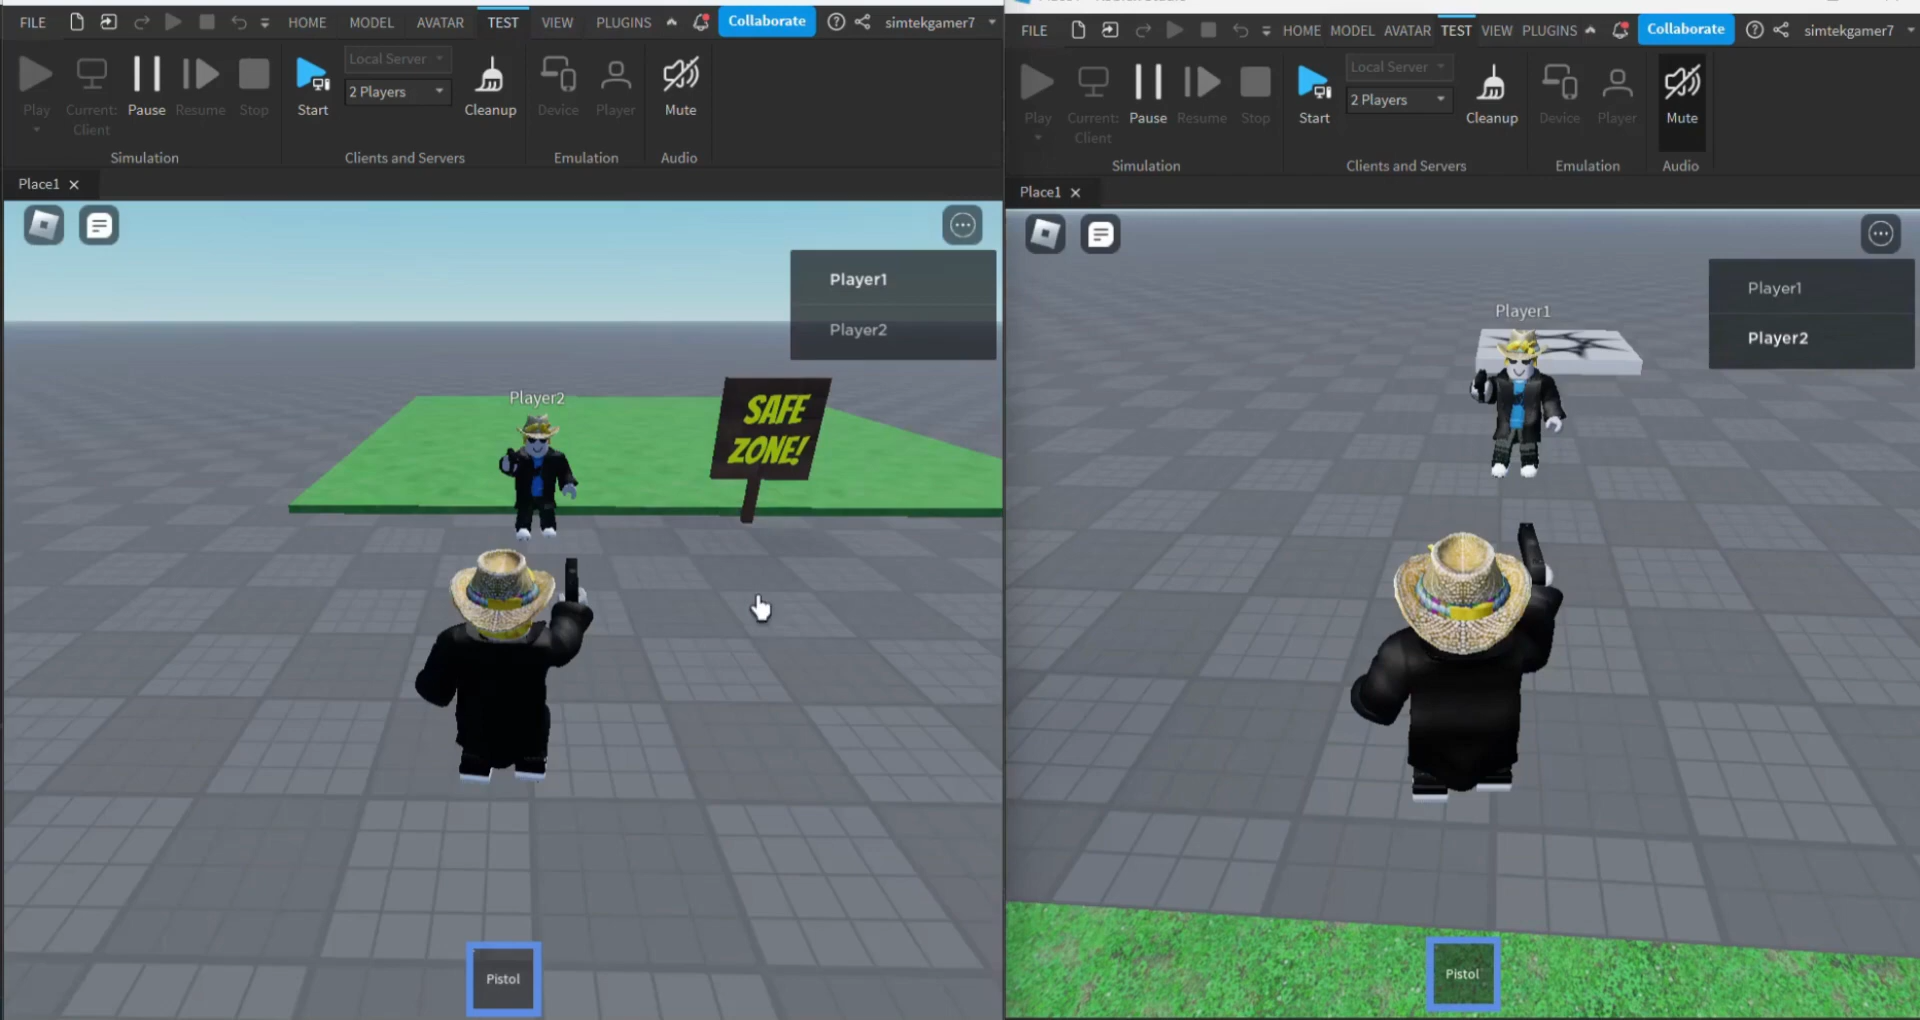 FILE HOME MODEL AVATAR TEST VIEW PLUGINS Collaborate simtekgamer7
Local Server
2 Players
Play Current: Client Pause Resume Stop Start Cleanup Device Player Mute
Simulation Clients and Servers Emulation Audio
Place1
Player1
Player2
Player2
SAFE
ZONE!
Pistol
FILE HOME MODEL AVATAR TEST VIEW PLUGINS Collaborate simtekgamer7
Local Server
2 Players
Play Current: Client Pause Resume Stop Start Cleanup Device Player Mute
Simulation Clients and Servers Emulation Audio
Place1
Player1
Player2
Player1
Pistol